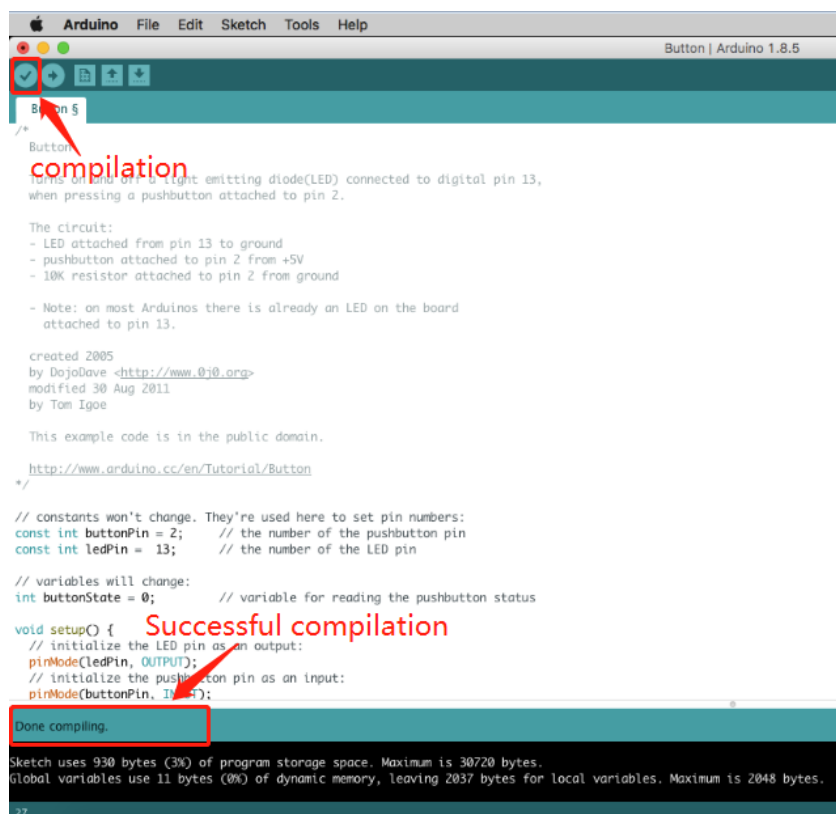 Arduino File Edit Sketch Tools Help
Button | Arduino 1.8.5
Button §
/*
Button
compilation
Turns on and off a light emitting diode(LED) connected to digital pin 13,
when pressing a pushbutton attached to pin 2.
The circuit:
- LED attached from pin 13 to ground
- pushbutton attached to pin 2 from +5V
- 10K resistor attached to pin 2 from ground
- Note: on most Arduinos there is already an LED on the board
attached to pin 13.
created 2005
by DojoDave <http://www.0j0.org>
modified 30 Aug 2011
by Tom Igoe
This example code is in the public domain.
http://www.arduino.cc/en/Tutorial/Button
*/
// constants won't change. They're used here to set pin numbers:
const int buttonPin = 2;     // the number of the pushbutton pin
const int ledPin =  13;      // the number of the LED pin
// variables will change:
int buttonState = 0;         // variable for reading the pushbutton status
void setup() {
Successful compilation
// initialize the LED pin as an output:
pinMode(ledPin, OUTPUT);
// initialize the pushbutton pin as an input:
pinMode(buttonPin, INPUT);
Done compiling.
Sketch uses 930 bytes (3%) of program storage space. Maximum is 30720 bytes.
Global variables use 11 bytes (0%) of dynamic memory, leaving 2037 bytes for local variables. Maximum is 2048 bytes.
27